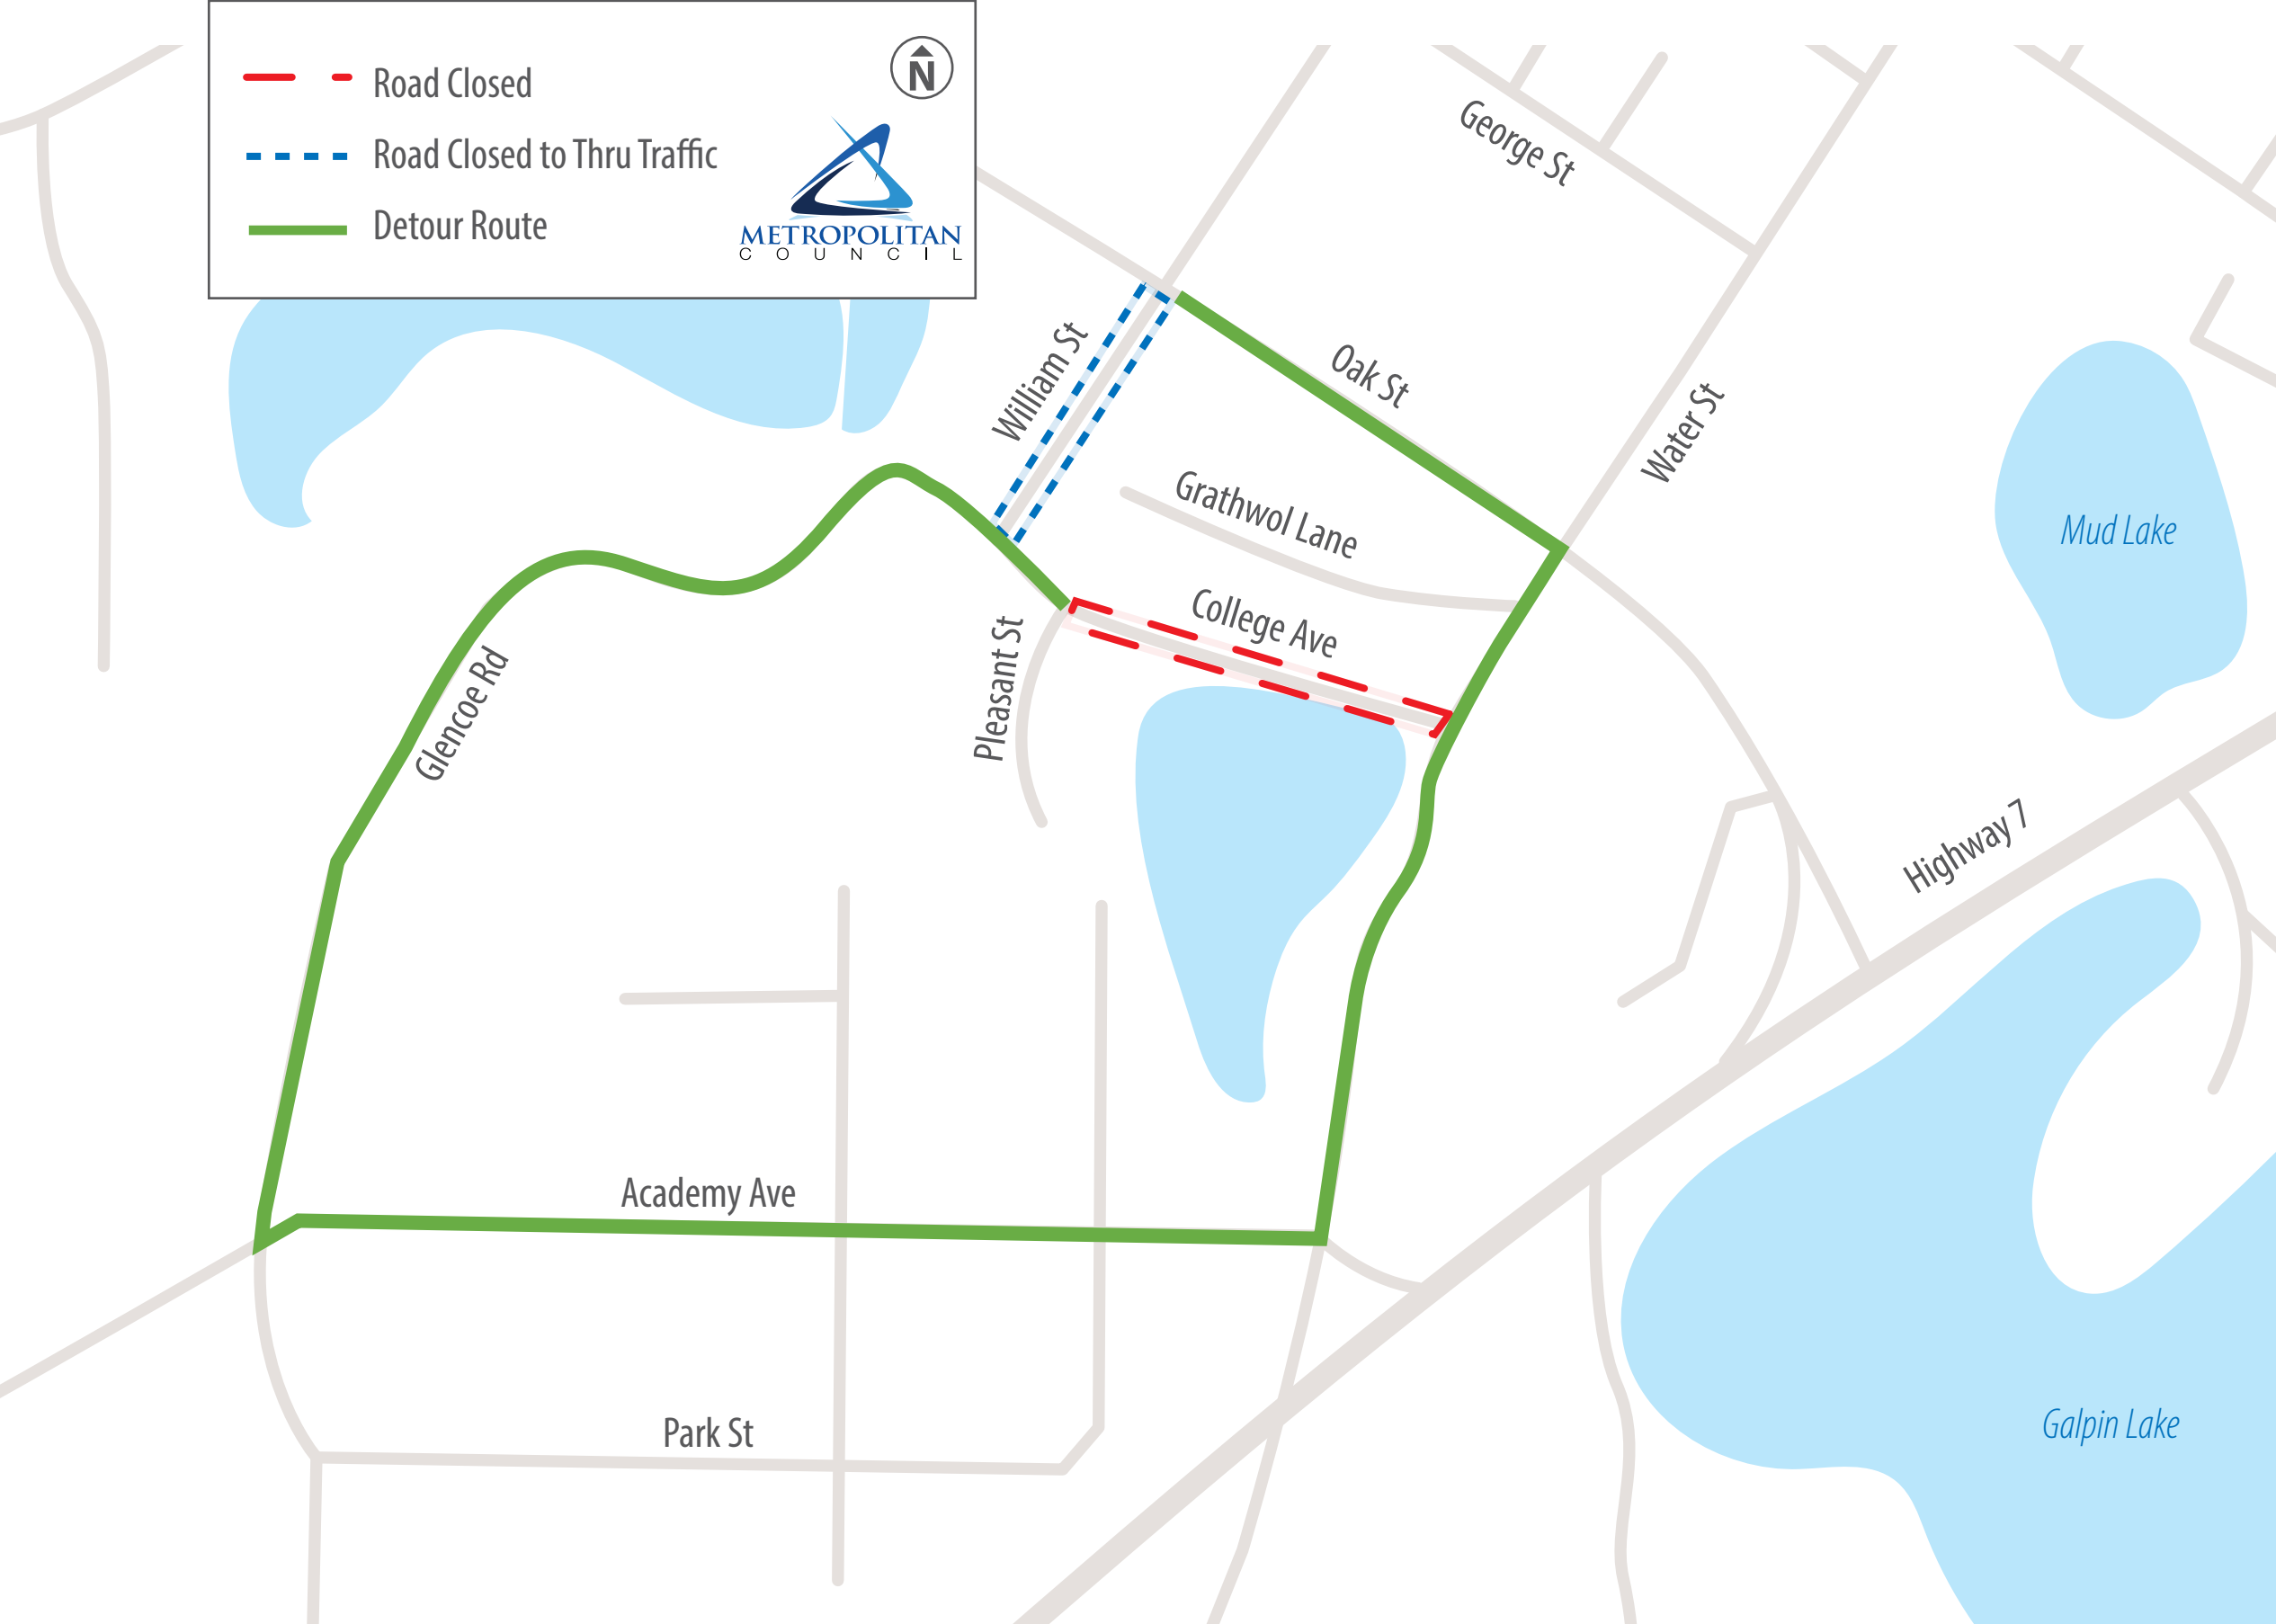 Road Closed
N
Road Closed to Thru Traffic
Detour Route
METROPOLITAN
COUNCIL
George St
William St
Oak St
Water St
Grathwol Lane
College Ave
Mud Lake
Pleasant St
Glencoe Rd
Highway 7
Academy Ave
Park St
Galpin Lake